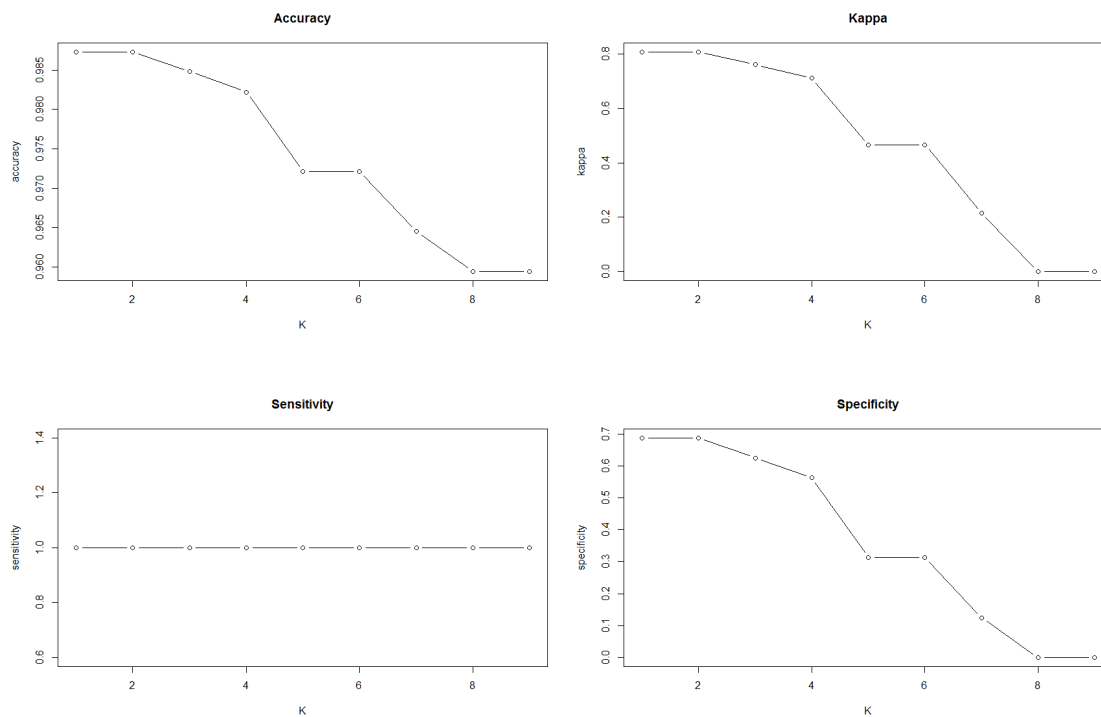 Accuracy
accuracy
0.985
0.980
0.975
0.970
0.965
0.960
2 4 6 8
K
Kappa
kappa
0.8
0.6
0.4
0.2
0.0
2 4 6 8
K
Sensitivity
sensitivity
1.4
1.2
1.0
0.8
0.6
2 4 6 8
K
Specificity
specificity
0.7
0.6
0.5
0.4
0.3
0.2
0.1
0.0
2 4 6 8
K